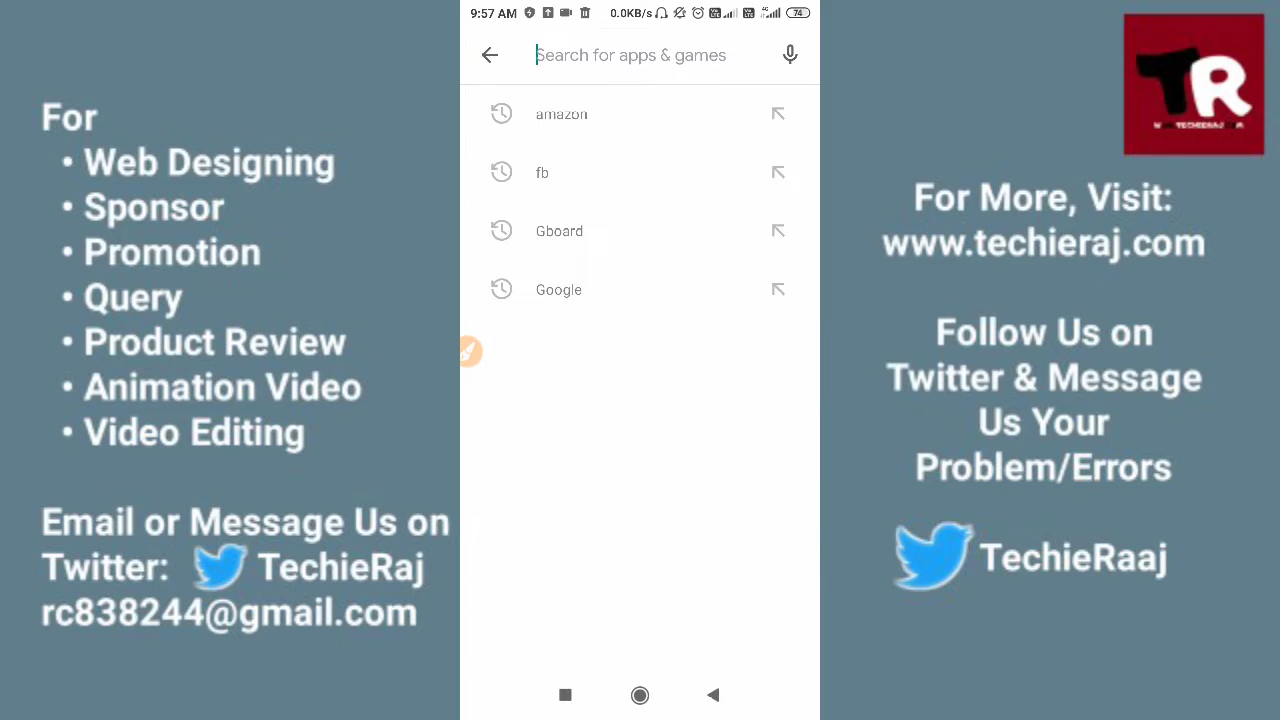 For
• Web Designing
• Sponsor
• Promotion
• Query
• Product Review
• Animation Video
• Video Editing
Email or Message Us on
Twitter: TechieRaj
rc838244@gmail.com
9:57 AM 0.0KB/s 4G 74
Search for apps & games
amazon
fb
Gboard
Google
TR
For More, Visit:
www.techieraj.com
Follow Us on
Twitter & Message
Us Your
Problem/Errors
TechieRaaj